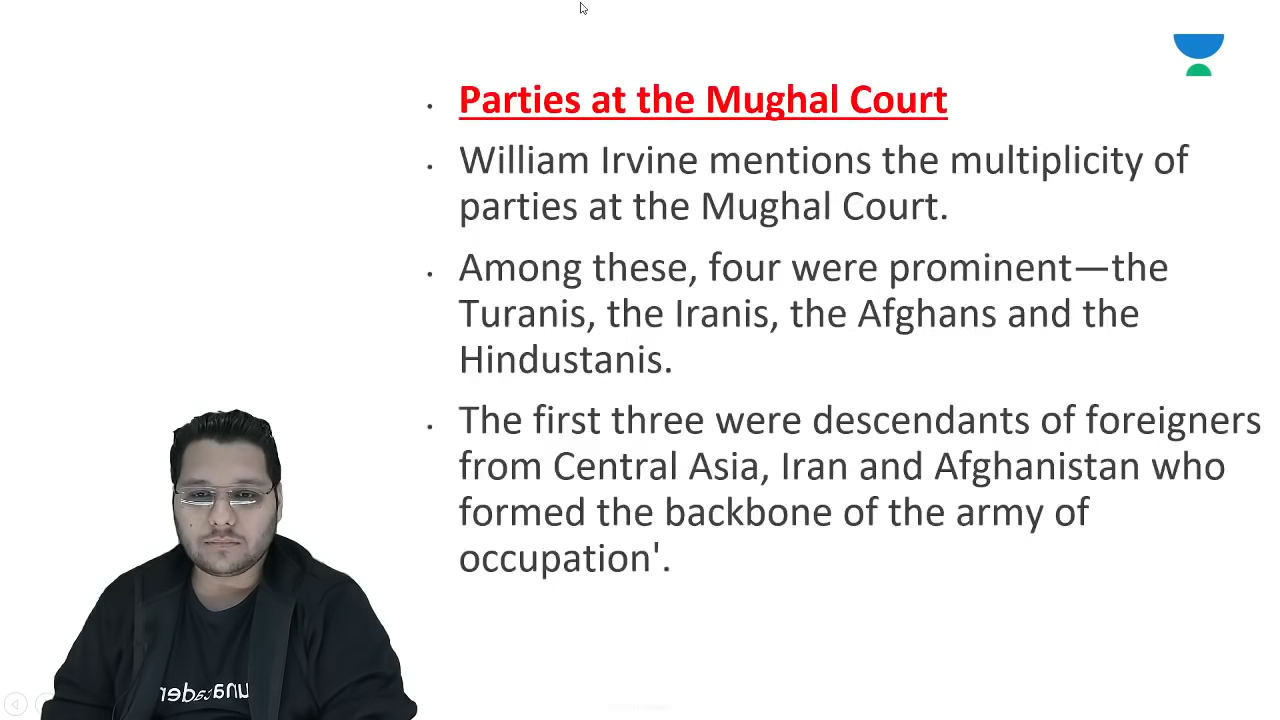 Parties at the Mughal Court
William Irvine mentions the multiplicity of
parties at the Mughal Court.
Among these, four were prominent—the
Turanis, the Iranis, the Afghans and the
Hindustanis.
The first three were descendants of foreigners
from Central Asia, Iran and Afghanistan who
formed the backbone of the army of
occupation'.